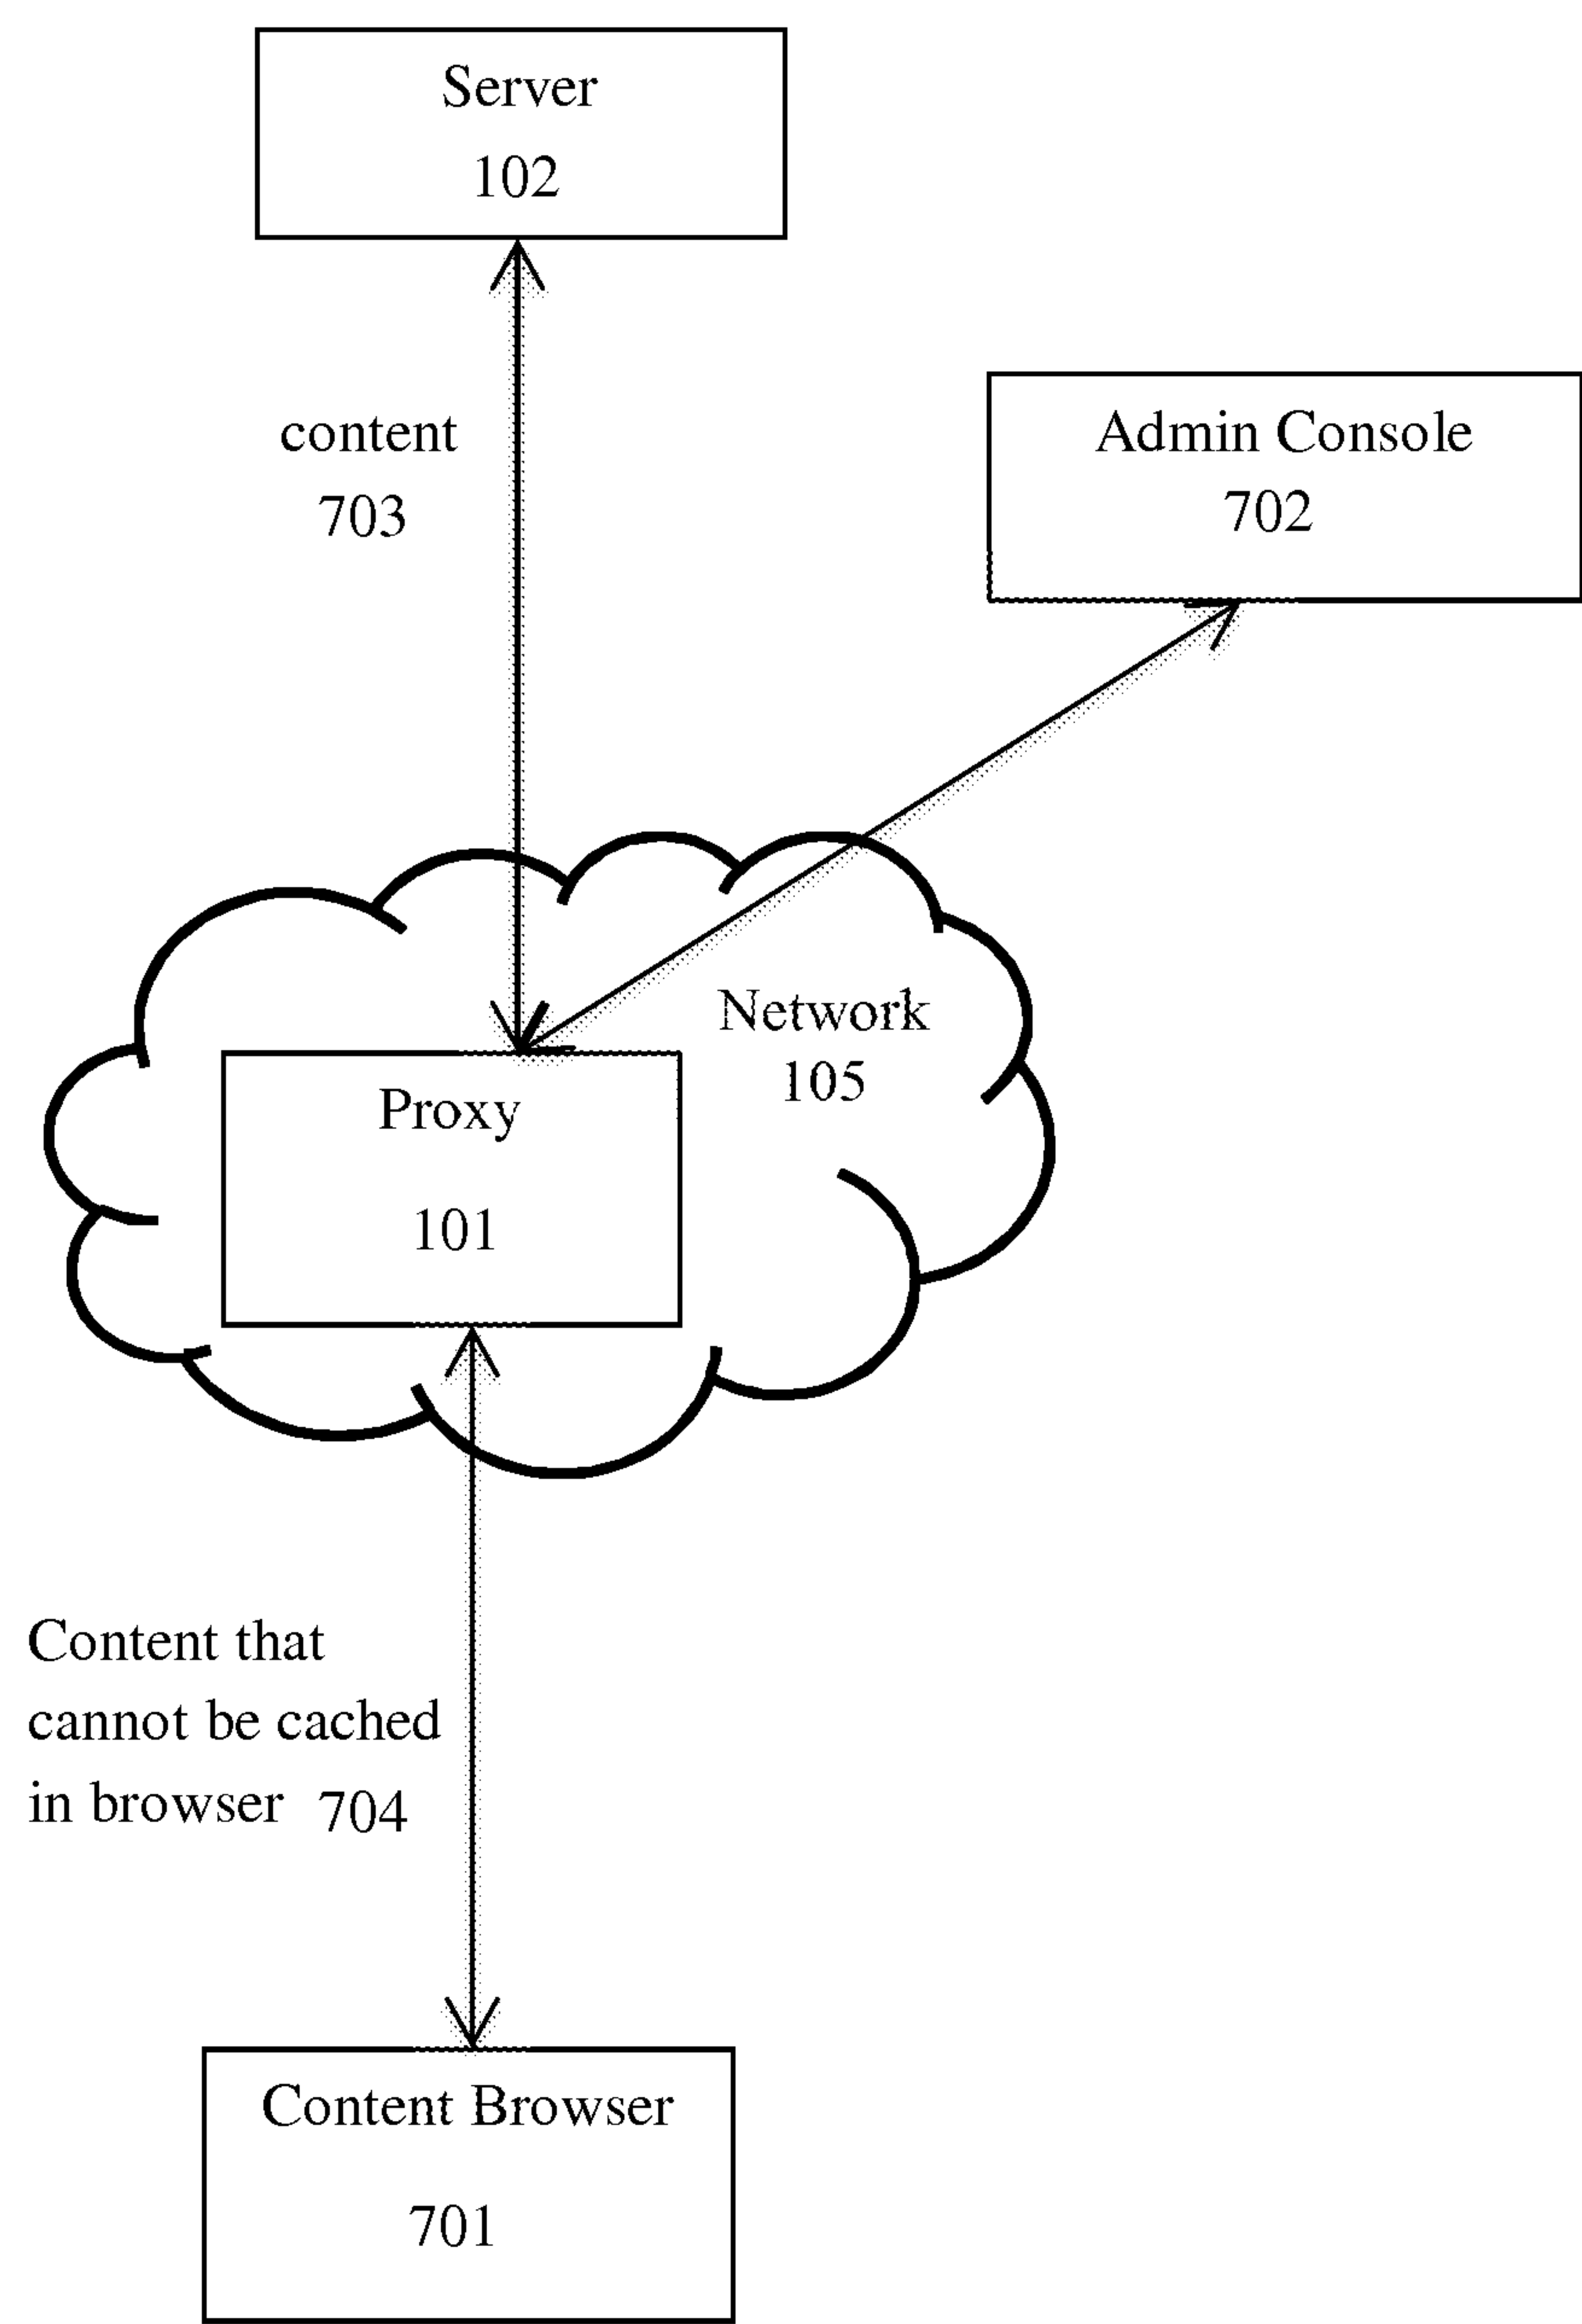 Server
102
content
703
Admin Console
702
Network
105
Proxy
101
Content that
cannot be cached
in browser 704
Content Browser
701